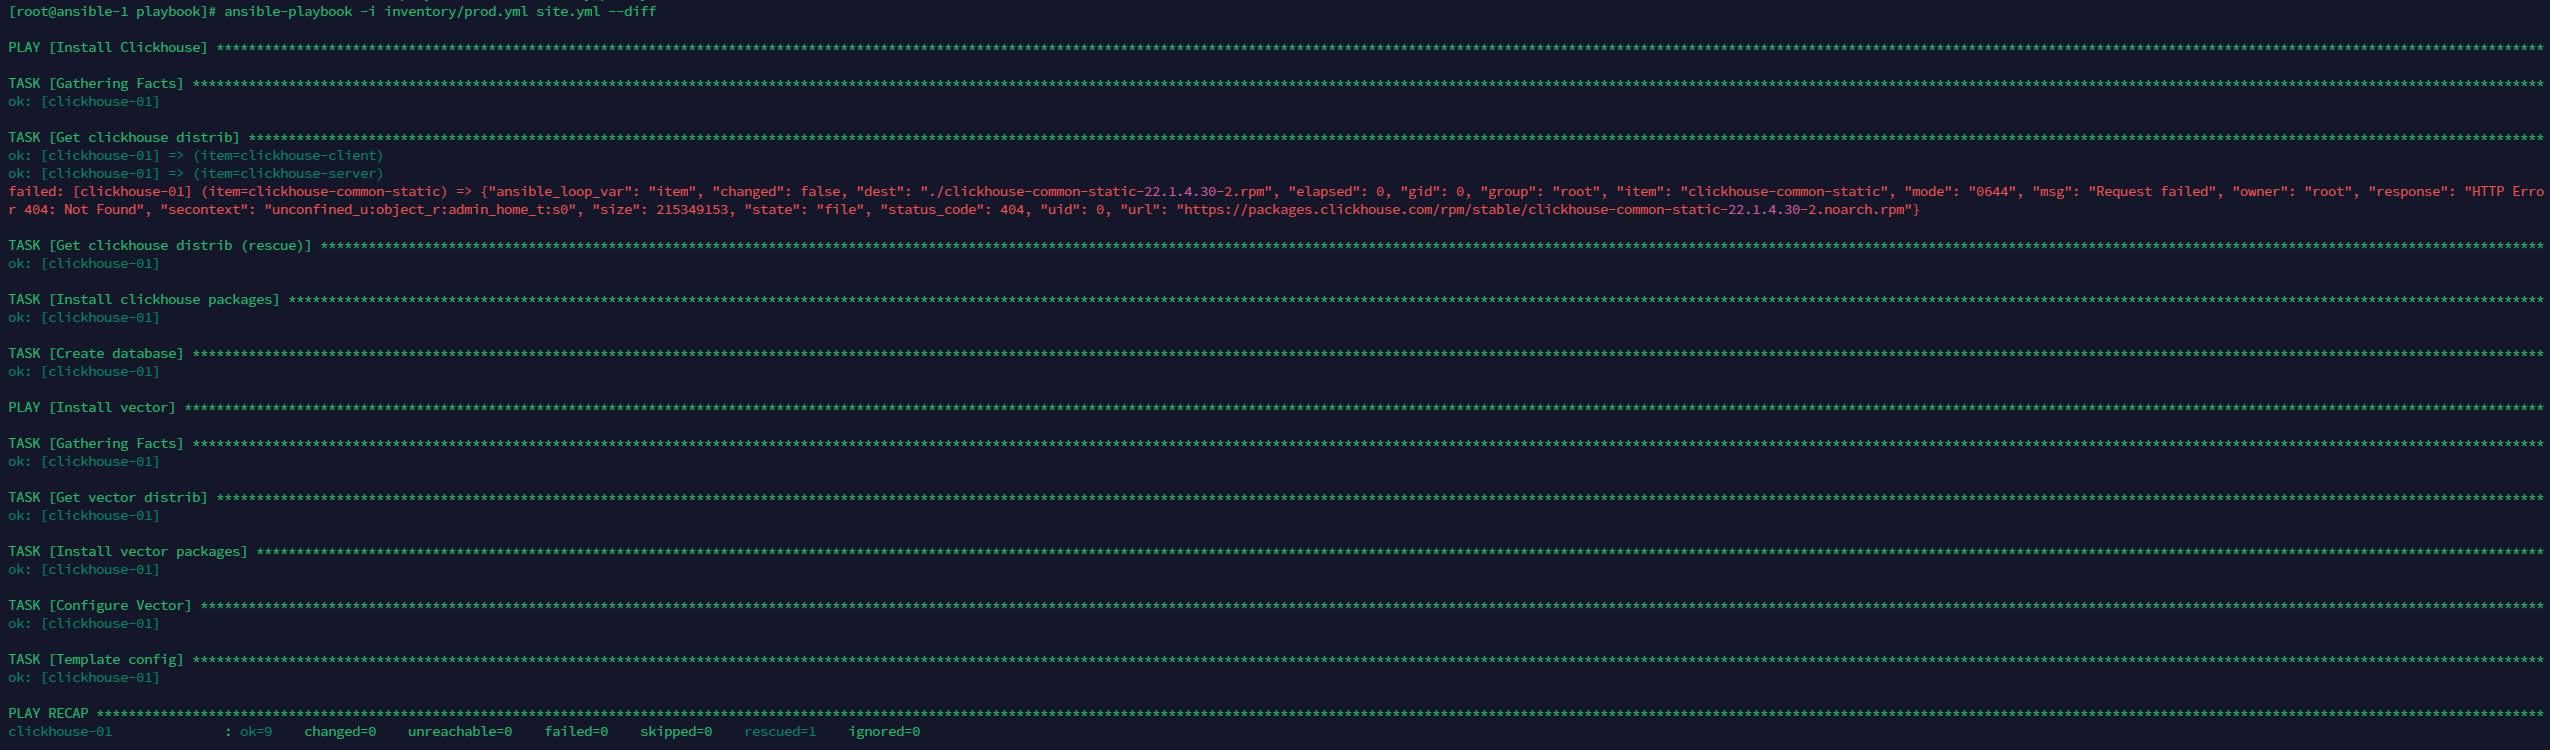 [root@ansible-1 playbook]# ansible-playbook -i inventory/prod.yml site.yml --diff
PLAY [Install Clickhouse] ****************************************************************
TASK [Gathering Facts] ****************************************************************
ok: [clickhouse-01]
TASK [Get clickhouse distrib] ****************************************************************
ok: [clickhouse-01] => (item=clickhouse-client)
ok: [clickhouse-01] => (item=clickhouse-server)
failed: [clickhouse-01] (item=clickhouse-common-static) => {"ansible_loop_var": "item", "changed": false, "dest": "./clickhouse-common-static-22.1.4.30-2.rpm", "elapsed": 0, "gid": 0, "group": "root", "item": "clickhouse-common-static", "mode": "0644", "msg": "Request failed", "owner": "root", "response": "HTTP Erro
r 404: Not Found", "secontext": "unconfined_u:object_r:admin_home_t:s0", "size": 215349153, "state": "file", "status_code": 404, "uid": 0, "url": "https://packages.clickhouse.com/rpm/stable/clickhouse-common-static-22.1.4.30-2.noarch.rpm"}
TASK [Get clickhouse distrib (rescue)] ****************************************************************
ok: [clickhouse-01]
TASK [Install clickhouse packages] ****************************************************************
ok: [clickhouse-01]
TASK [Create database] ****************************************************************
ok: [clickhouse-01]
PLAY [Install vector] ****************************************************************
TASK [Gathering Facts] ****************************************************************
ok: [clickhouse-01]
TASK [Get vector distrib] ****************************************************************
ok: [clickhouse-01]
TASK [Install vector packages] ****************************************************************
ok: [clickhouse-01]
TASK [Configure Vector] ****************************************************************
ok: [clickhouse-01]
TASK [Template config] ****************************************************************
ok: [clickhouse-01]
PLAY RECAP ****************************************************************
clickhouse-01 : ok=9 changed=0 unreachable=0 failed=0 skipped=0 rescued=1 ignored=0